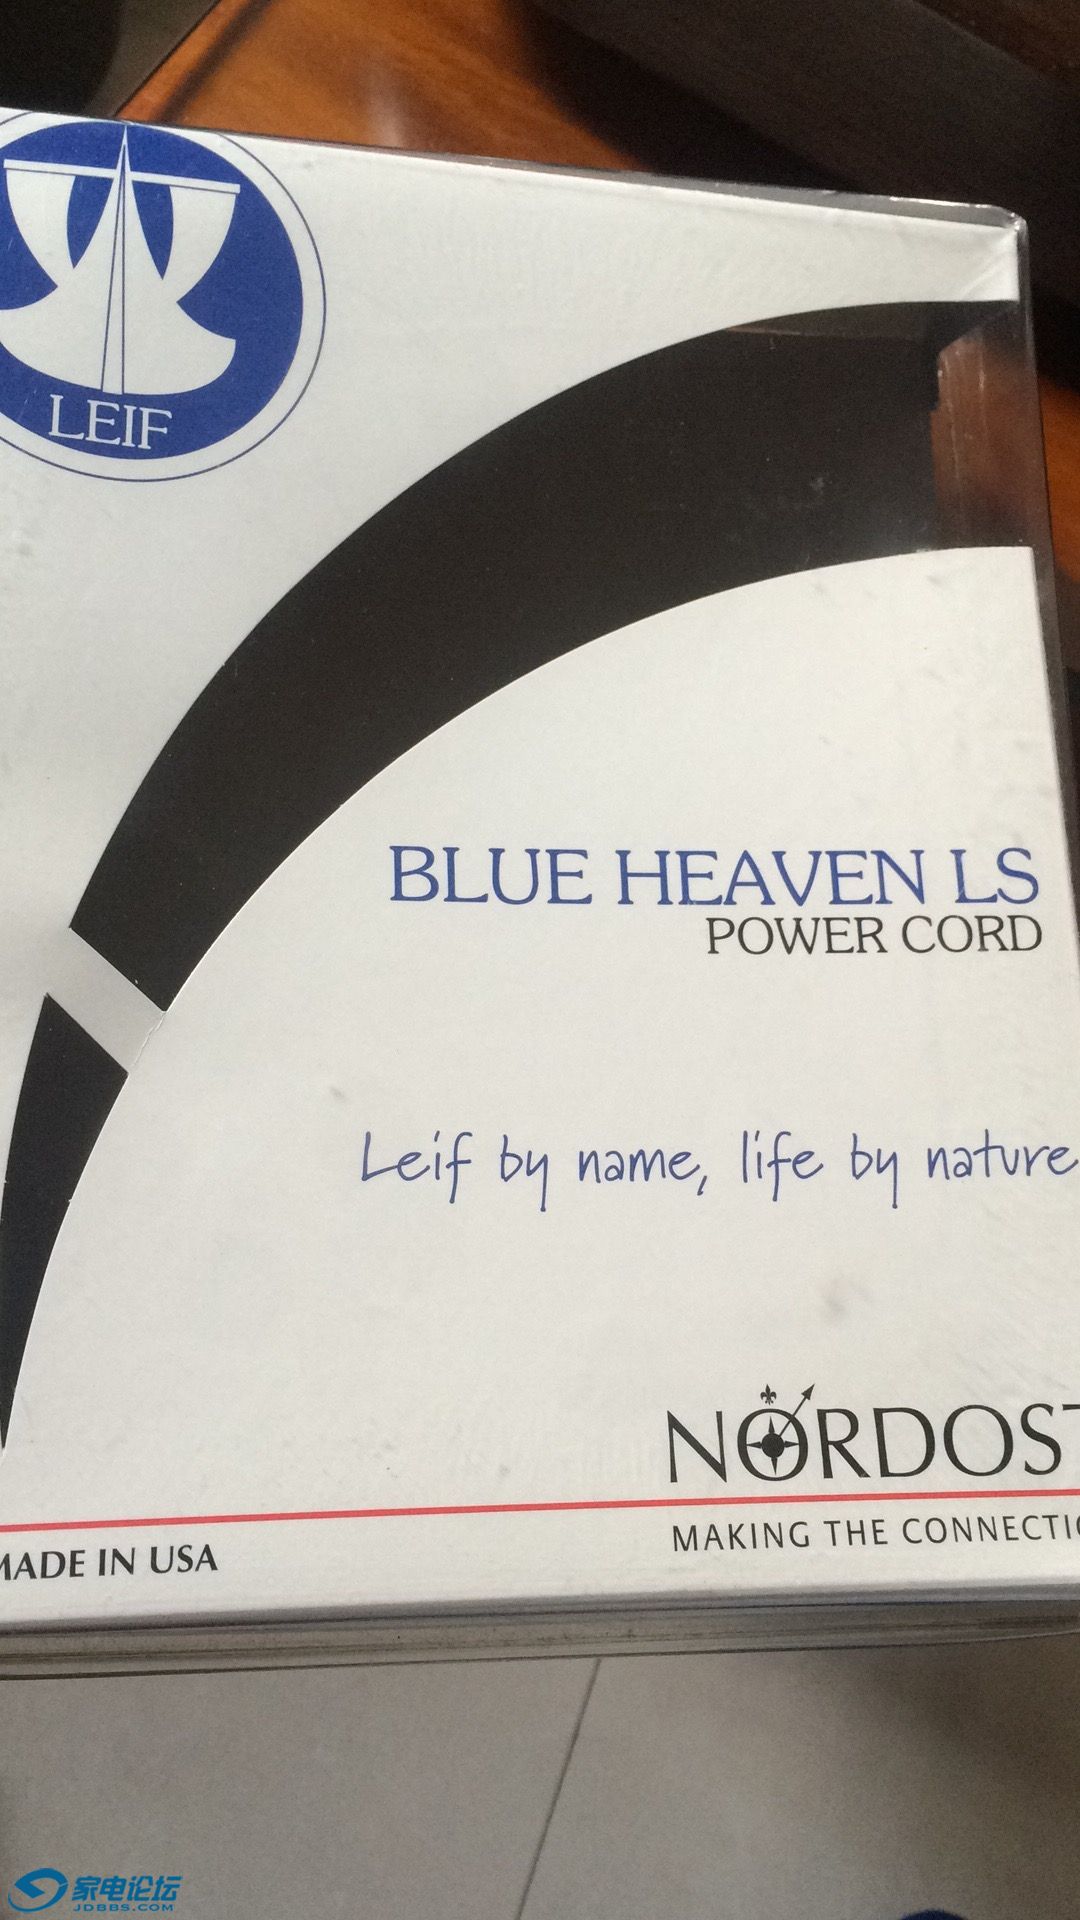 LEIF
BLUE HEAVEN LS
POWER CORD
Leif by name, life by nature
NORDOST
MAKING THE CONNECTIO
MADE IN USA
家电论坛
JDBBS.COM